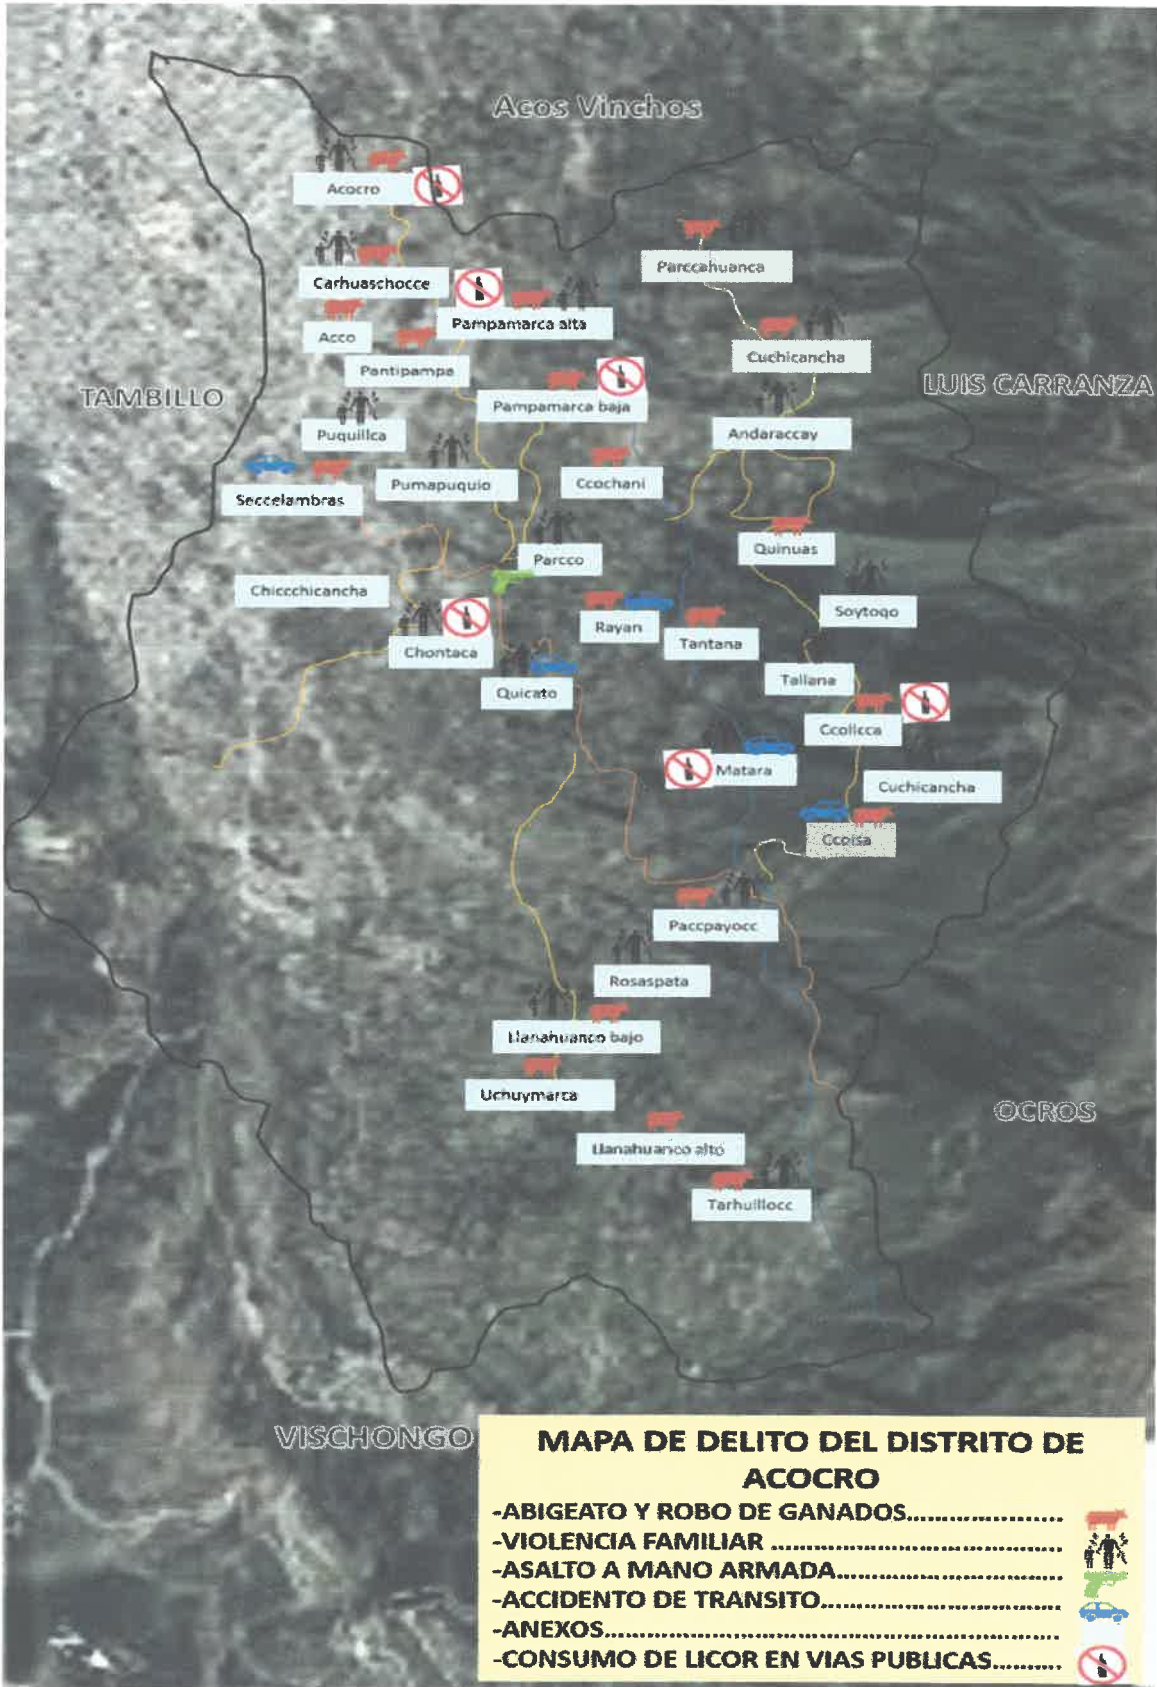 Acos Vinchos
Acocro
Parccahuanca
Carhuaschocce
Pampamarca alta
Acco
Cuchicancha
Pantipampa
LUIS CARRANZA
TAMBILLO
Pampamarca baja
Puquillca
Andaraccay
Pumapuquio
Ccochani
Seccelambras
Quinuas
Parcco
Chiccchicancha
Soytoqo
Rayan
Tantana
Chontaca
Tallana
Quicato
Ccollcca
Matara
Cuchicancha
Ccoisa
Paccpayocc
Rosaspata
Llanahuanco bajo
Uchuymarca
OCROS
Llanahuanco alto
Tarhuillocc
VISCHONGO
MAPA DE DELITO DEL DISTRITO DE
ACOCRO
-ABIGEATO Y ROBO DE GANADOS.....................
-VIOLENCIA FAMILIAR ........................................
-ASALTO A MANO ARMADA...............................
-ACCIDENTO DE TRANSITO.................................
-ANEXOS..............................................................
-CONSUMO DE LICOR EN VIAS PUBLICAS..........